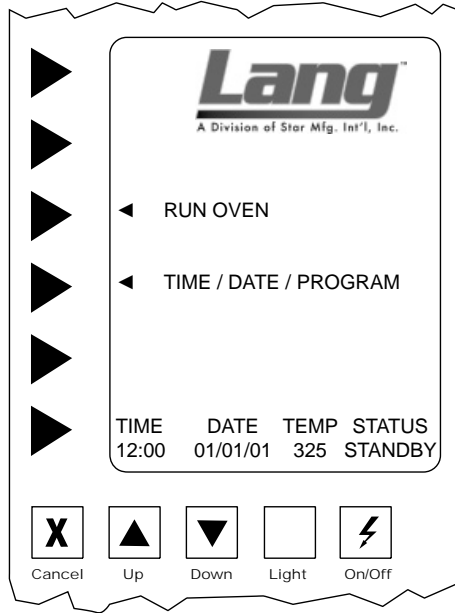 Lang™
A Division of Star Mfg. Int'l, Inc.
◄ RUN OVEN
◄ TIME / DATE / PROGRAM
TIME DATE TEMP STATUS
12:00 01/01/01 325 STANDBY
X
Cancel Up Down Light On/Off